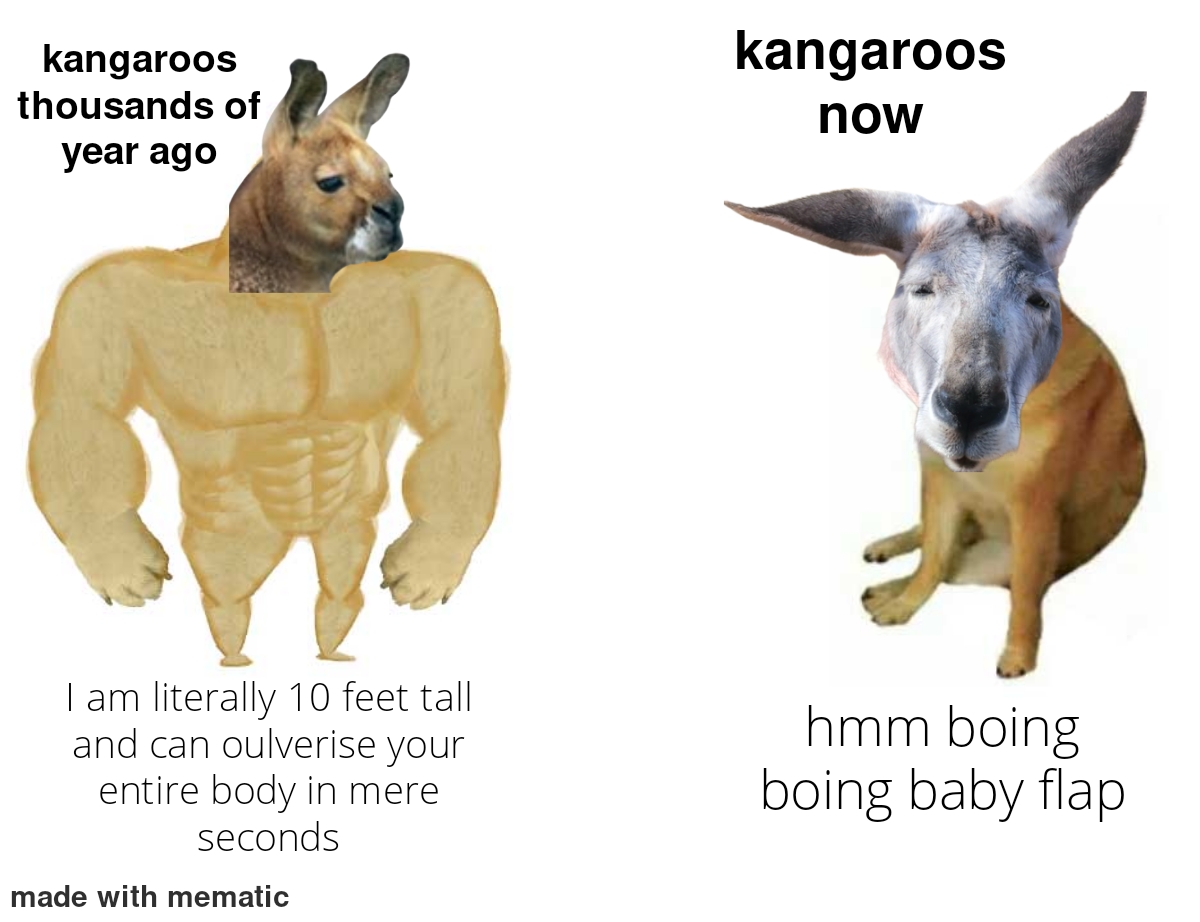 kangaroos
thousands of
year ago
kangaroos
now
I am literally 10 feet tall
and can oulverise your
entire body in mere
seconds
hmm boing
boing baby flap
made with mematic